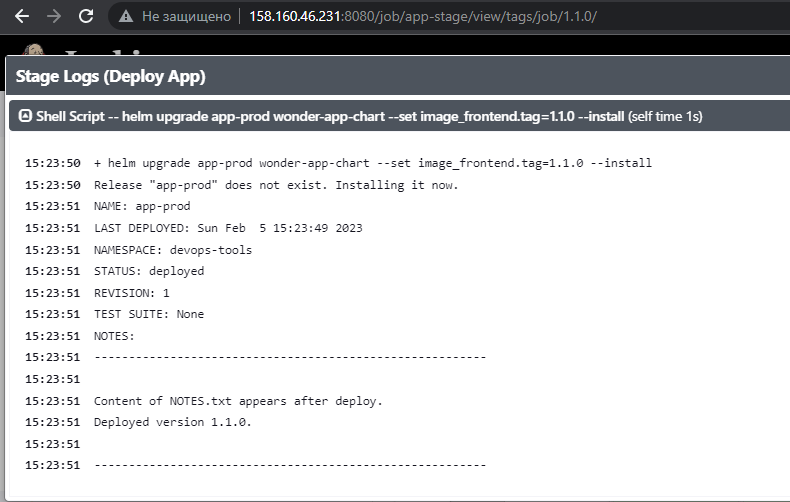 Не защищено 158.160.46.231:8080/job/app-stage/view/tags/job/1.1.0/
Stage Logs (Deploy App)
Shell Script -- helm upgrade app-prod wonder-app-chart --set image_frontend.tag=1.1.0 --install (self time 1s)
15:23:50 + helm upgrade app-prod wonder-app-chart --set image_frontend.tag=1.1.0 --install
15:23:50 Release "app-prod" does not exist. Installing it now.
15:23:51 NAME: app-prod
15:23:51 LAST DEPLOYED: Sun Feb  5 15:23:49 2023
15:23:51 NAMESPACE: devops-tools
15:23:51 STATUS: deployed
15:23:51 REVISION: 1
15:23:51 TEST SUITE: None
15:23:51 NOTES:
15:23:51 ---------------------------------------------------------
15:23:51
15:23:51 Content of NOTES.txt appears after deploy.
15:23:51 Deployed version 1.1.0.
15:23:51
15:23:51 ---------------------------------------------------------